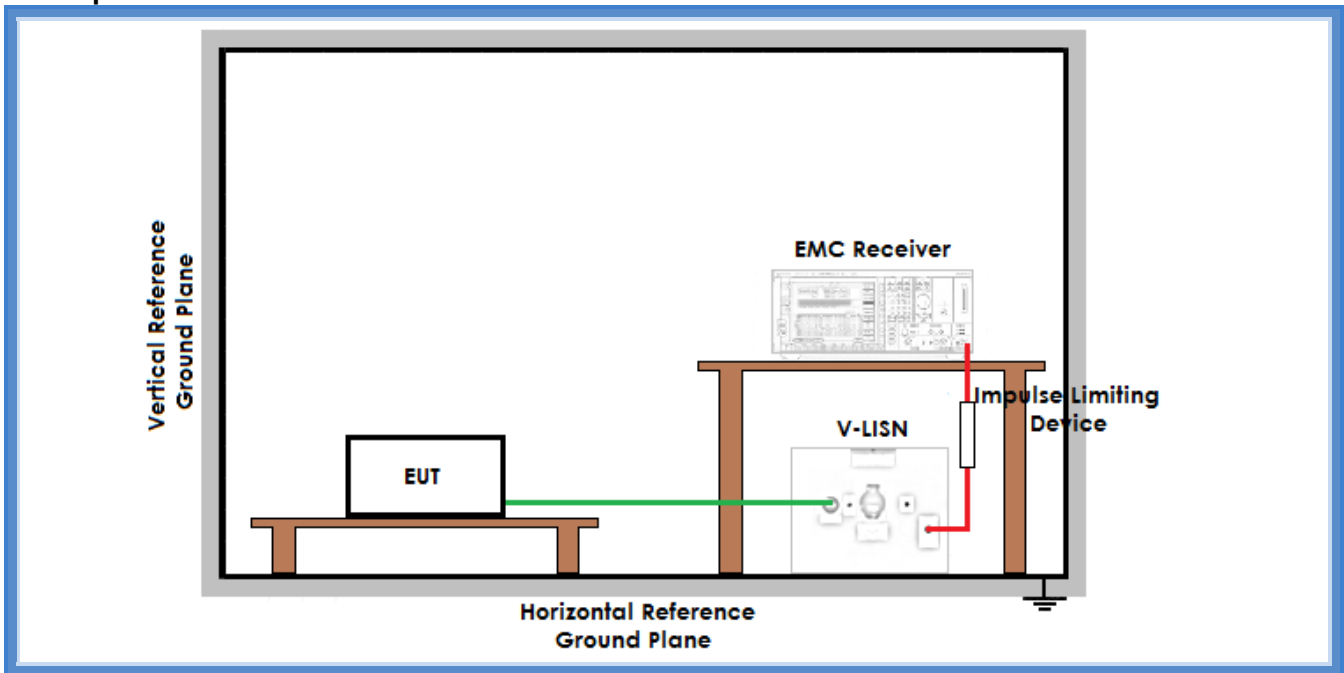 EMC Receiver
Vertical Reference
Ground Plane
Impulse Limiting
Device
V-LISN
EUT
Horizontal Reference
Ground Plane